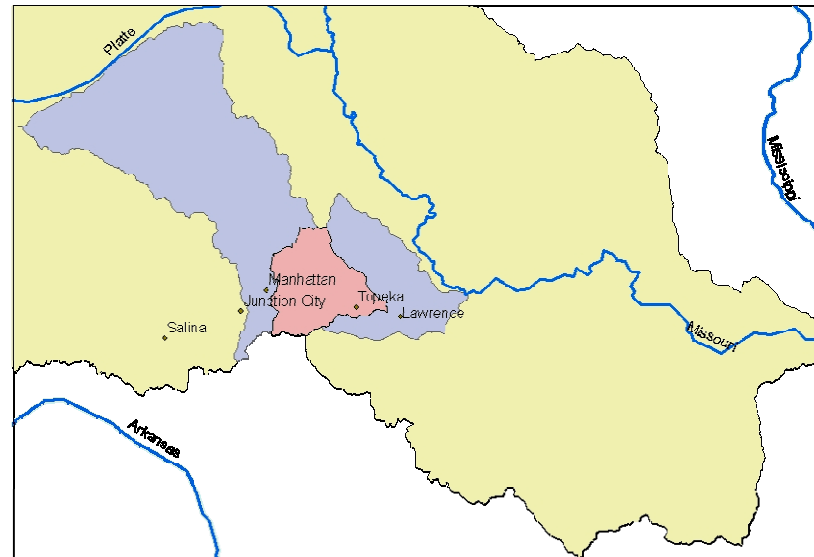 Platte
Mississippi
Manhattan
Junction City
Topeka
Lawrence
Salina
Missouri
Arkansas